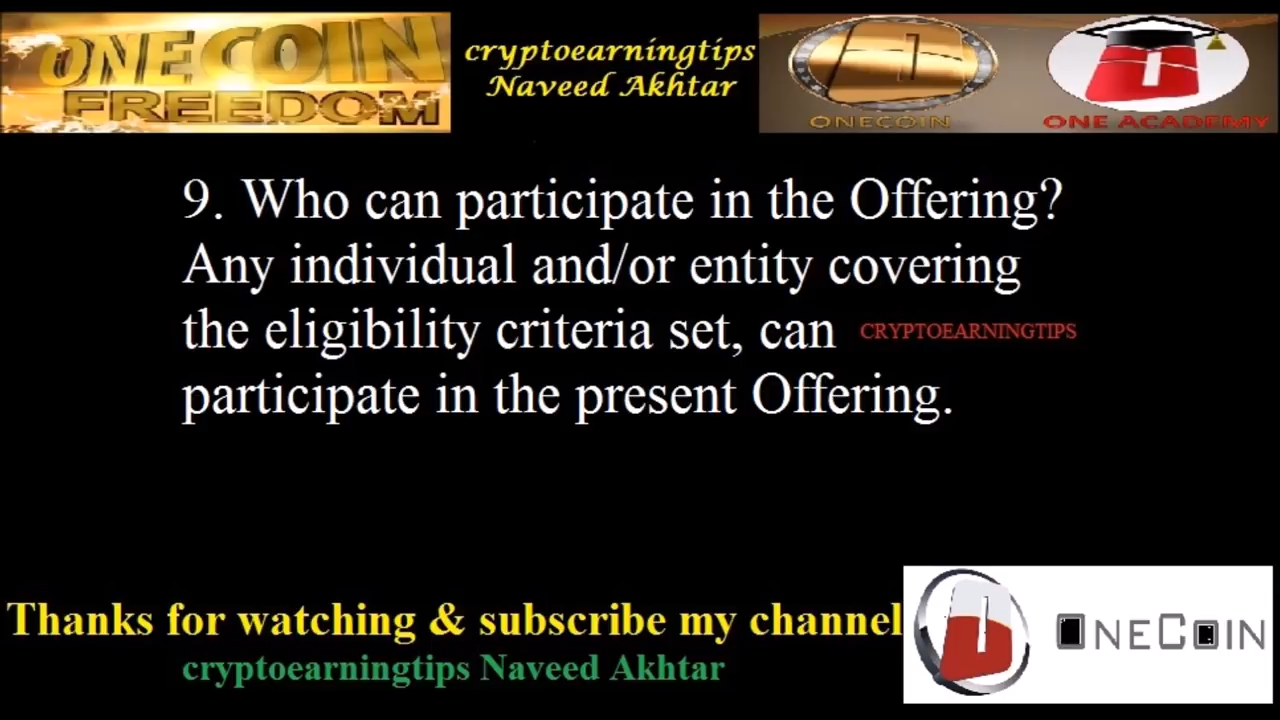 ONE COIN
FREEDOM
cryptoearningtips
Naveed Akhtar
ONECOIN
ONE ACADEMY
9. Who can participate in the Offering?
Any individual and/or entity covering
the eligibility criteria set, can
CRYPTOEARNINGTIPS
participate in the present Offering.
Thanks for watching & subscribe my channel
cryptoearningtips Naveed Akhtar
ONECOIN